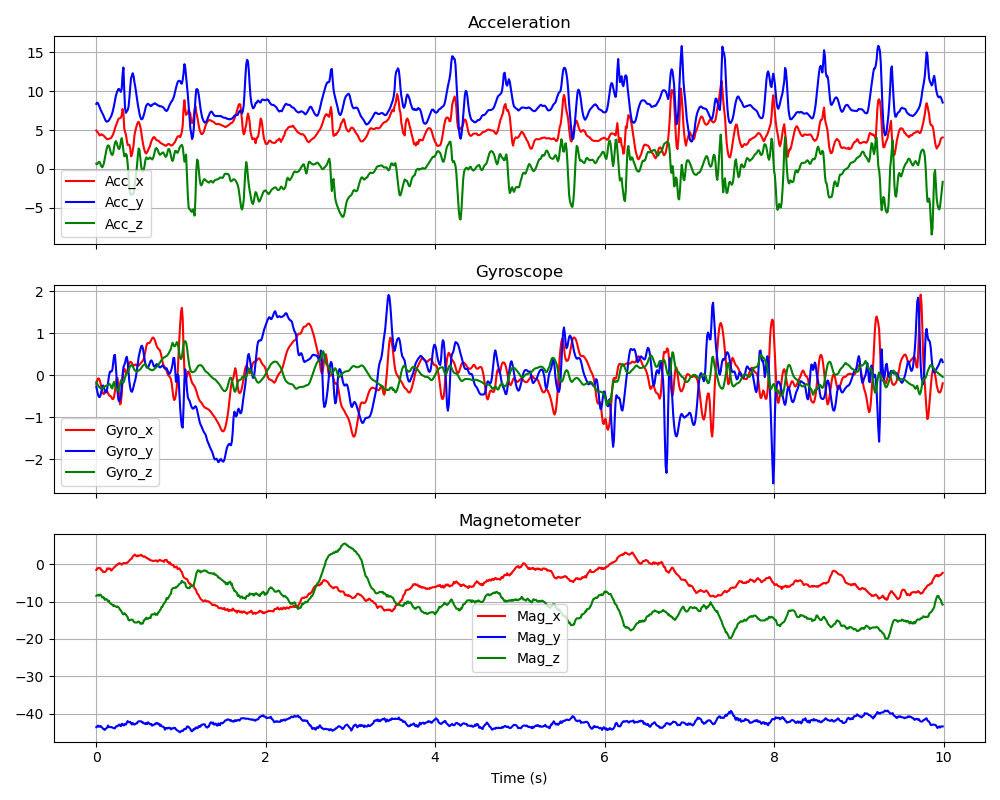 Acceleration
15
10
5
0
−5
Acc_x
Acc_y
Acc_z
Gyroscope
2
1
0
−1
−2
Gyro_x
Gyro_y
Gyro_z
Magnetometer
0
−10
−20
−30
−40
Mag_x
Mag_y
Mag_z
0 2 4 6 8 10
Time (s)